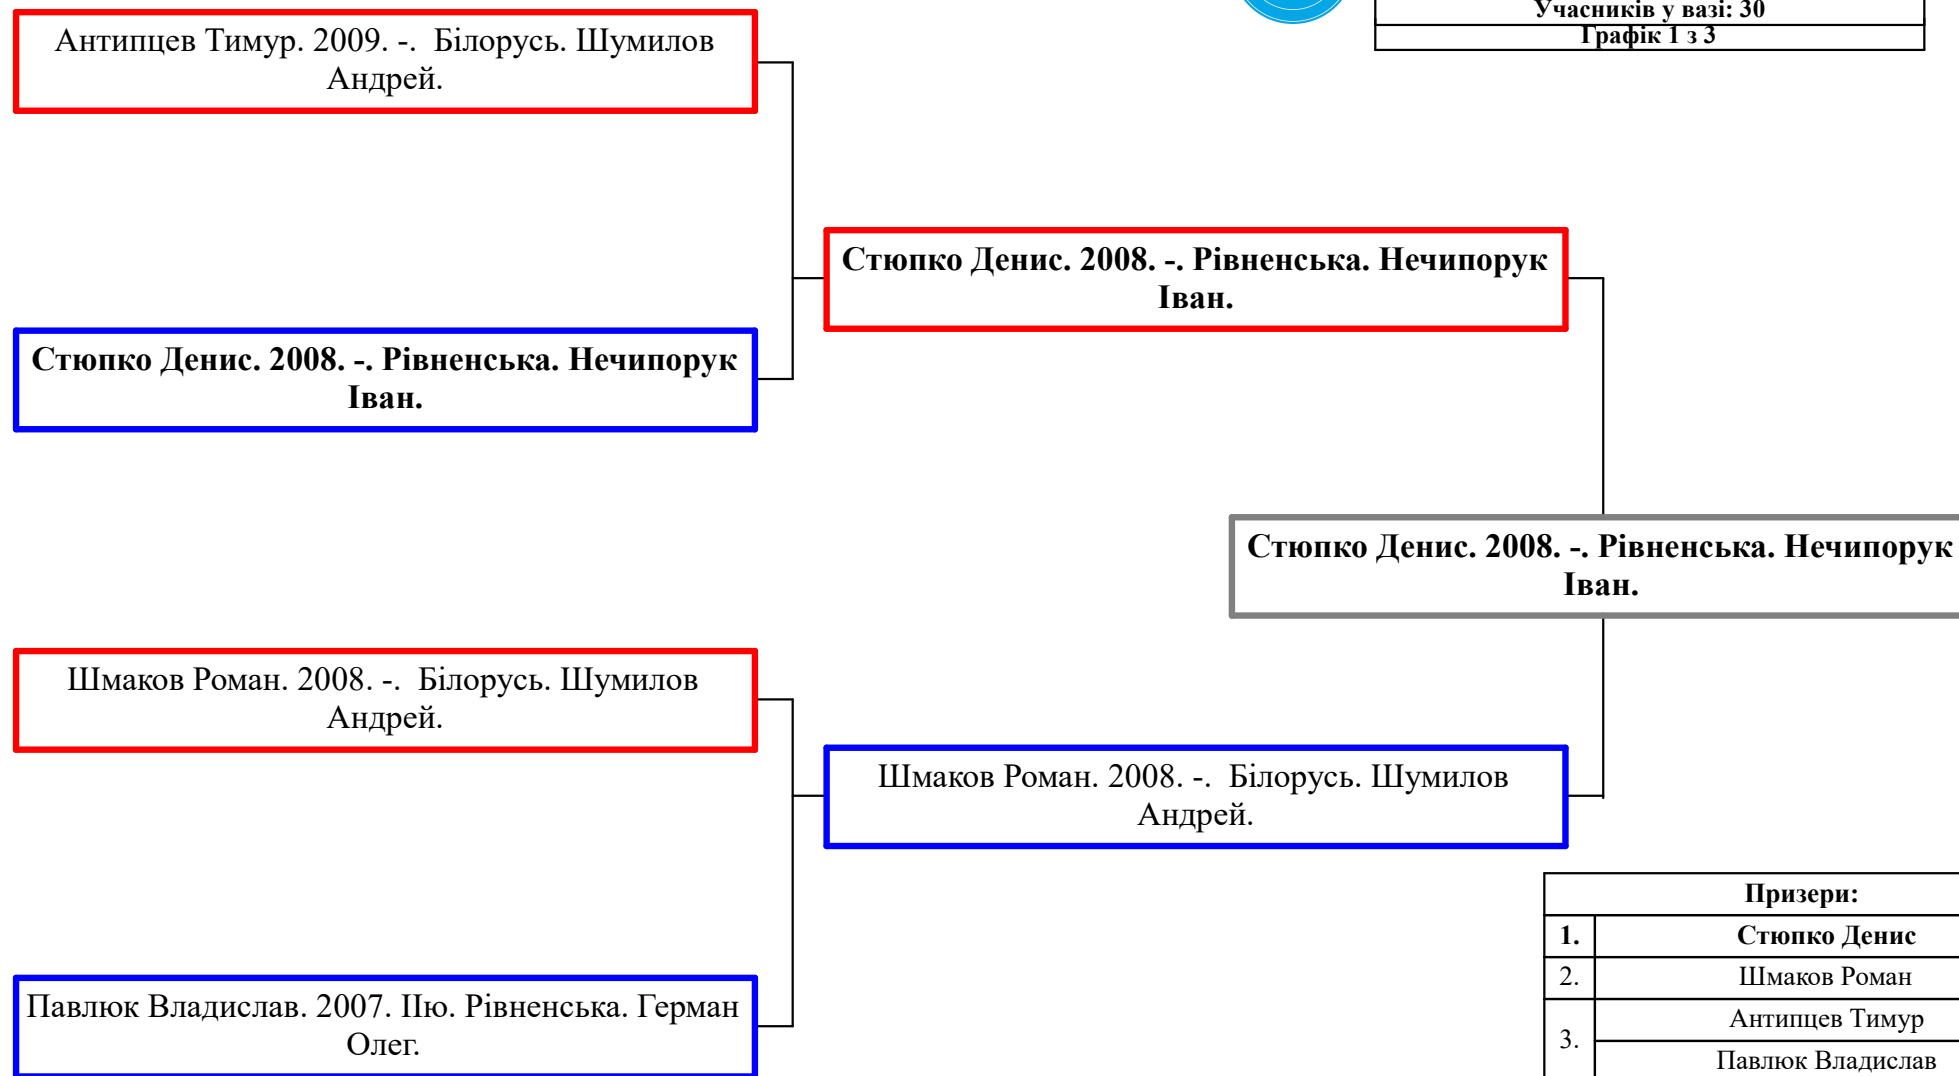 Учасників у вазі: 30
Графік 1 з 3
Антипцев Тимур. 2009. -.  Білорусь. Шумилов
Андрей.
Стюпко Денис. 2008. -. Рівненська. Нечипорук
Іван.
Стюпко Денис. 2008. -. Рівненська. Нечипорук
Іван.
Стюпко Денис. 2008. -. Рівненська. Нечипорук
Іван.
Шмаков Роман. 2008. -.  Білорусь. Шумилов
Андрей.
Шмаков Роман. 2008. -.  Білорусь. Шумилов
Андрей.
Павлюк Владислав. 2007. ІІю. Рівненська. Герман
Олег.
Призери:
1. Стюпко Денис
2. Шмаков Роман
3. Антипцев Тимур
Павлюк Владислав